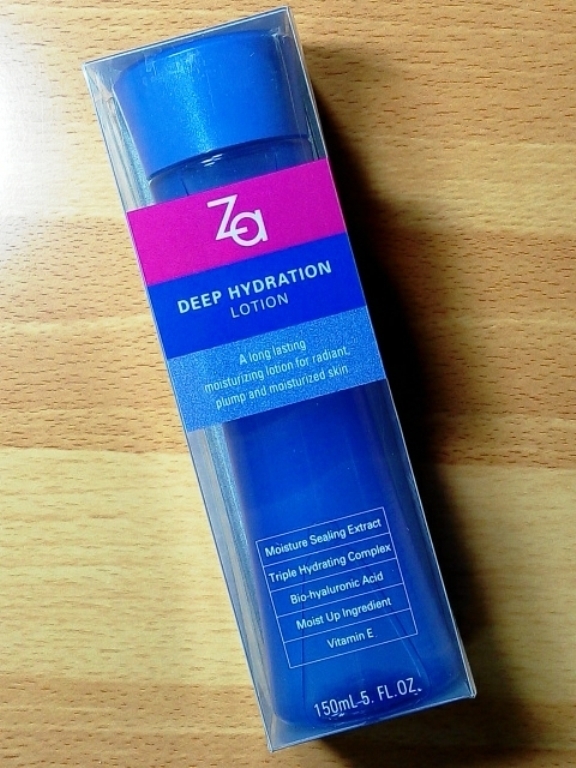 Za
DEEP HYDRATION
LOTION
A long lasting
moisturizing lotion for radiant,
plump and moisturized skin
Moisture Sealing Extract
Triple Hydrating Complex
Bio-hyaluronic Acid
Moist Up Ingredient
Vitamin E
150mL 5. FL.OZ.